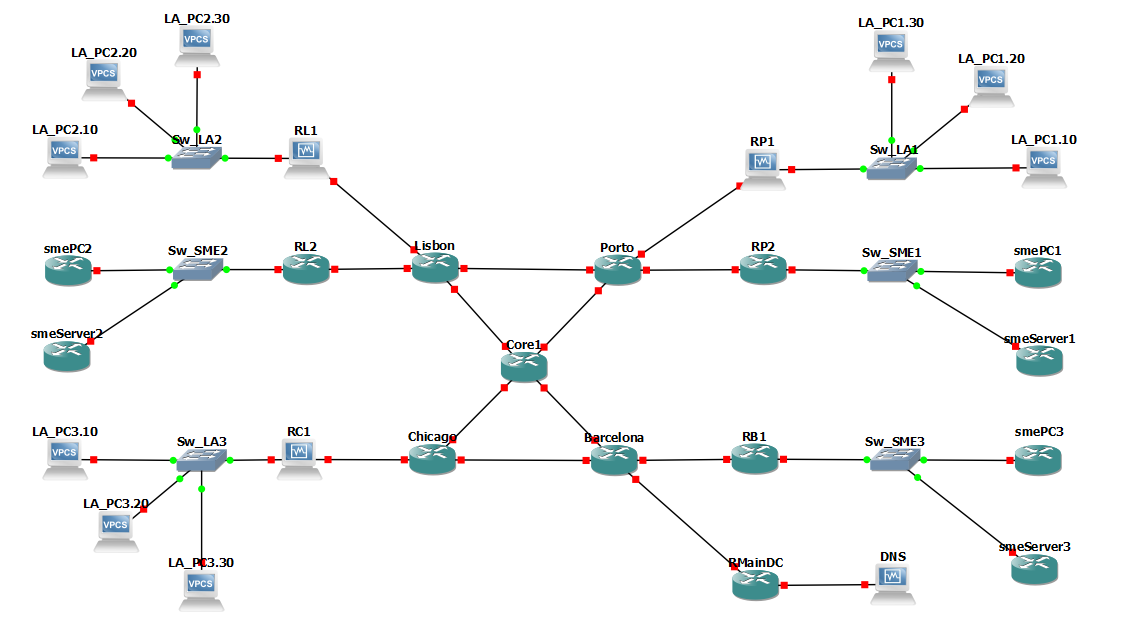 LA_PC2.30
LA_PC1.30
LA_PC2.20
VPCS
VPCS
LA_PC1.20
VPCS
VPCS
LA_PC2.10
Sw_LA2
RL1
RP1
Sw_LA1
LA_PC1.10
VPCS
VPCS
smePC2
Sw_SME2
RL2
Lisbon
Porto
RP2
Sw_SME1
smePC1
smeServer2
Core1
smeServer1
LA_PC3.10
Sw_LA3
RC1
Chicago
Barcelona
RB1
Sw_SME3
smePC3
VPCS
LA_PC3.20
VPCS
LA_PC3.30
VPCS
RMainDC
DNS
smeServer3